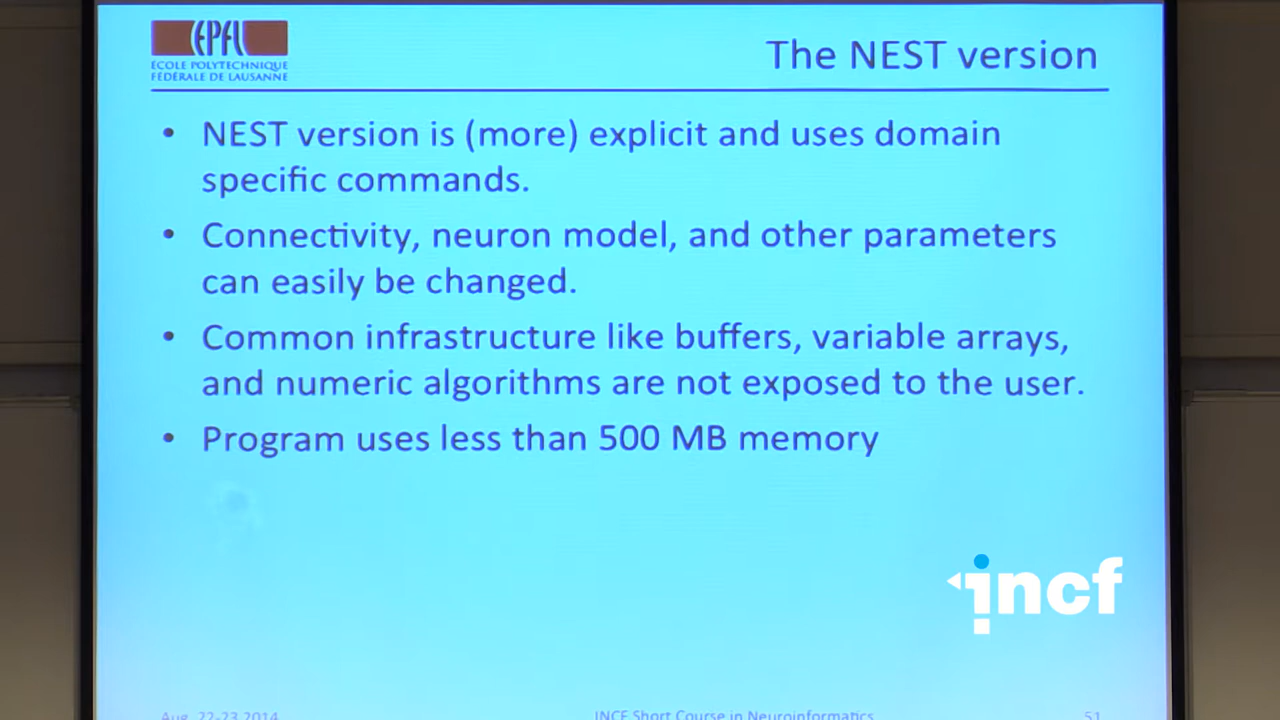 EPFL
ÉCOLE POLYTECHNIQUE
FÉDÉRALE DE LAUSANNE
The NEST version
• NEST version is (more) explicit and uses domain
specific commands.
• Connectivity, neuron model, and other parameters
can easily be changed.
• Common infrastructure like buffers, variable arrays,
and numeric algorithms are not exposed to the user.
• Program uses less than 500 MB memory
incf
Aug. 22-23 2014
INCF Short Course in Neuroinformatics
51